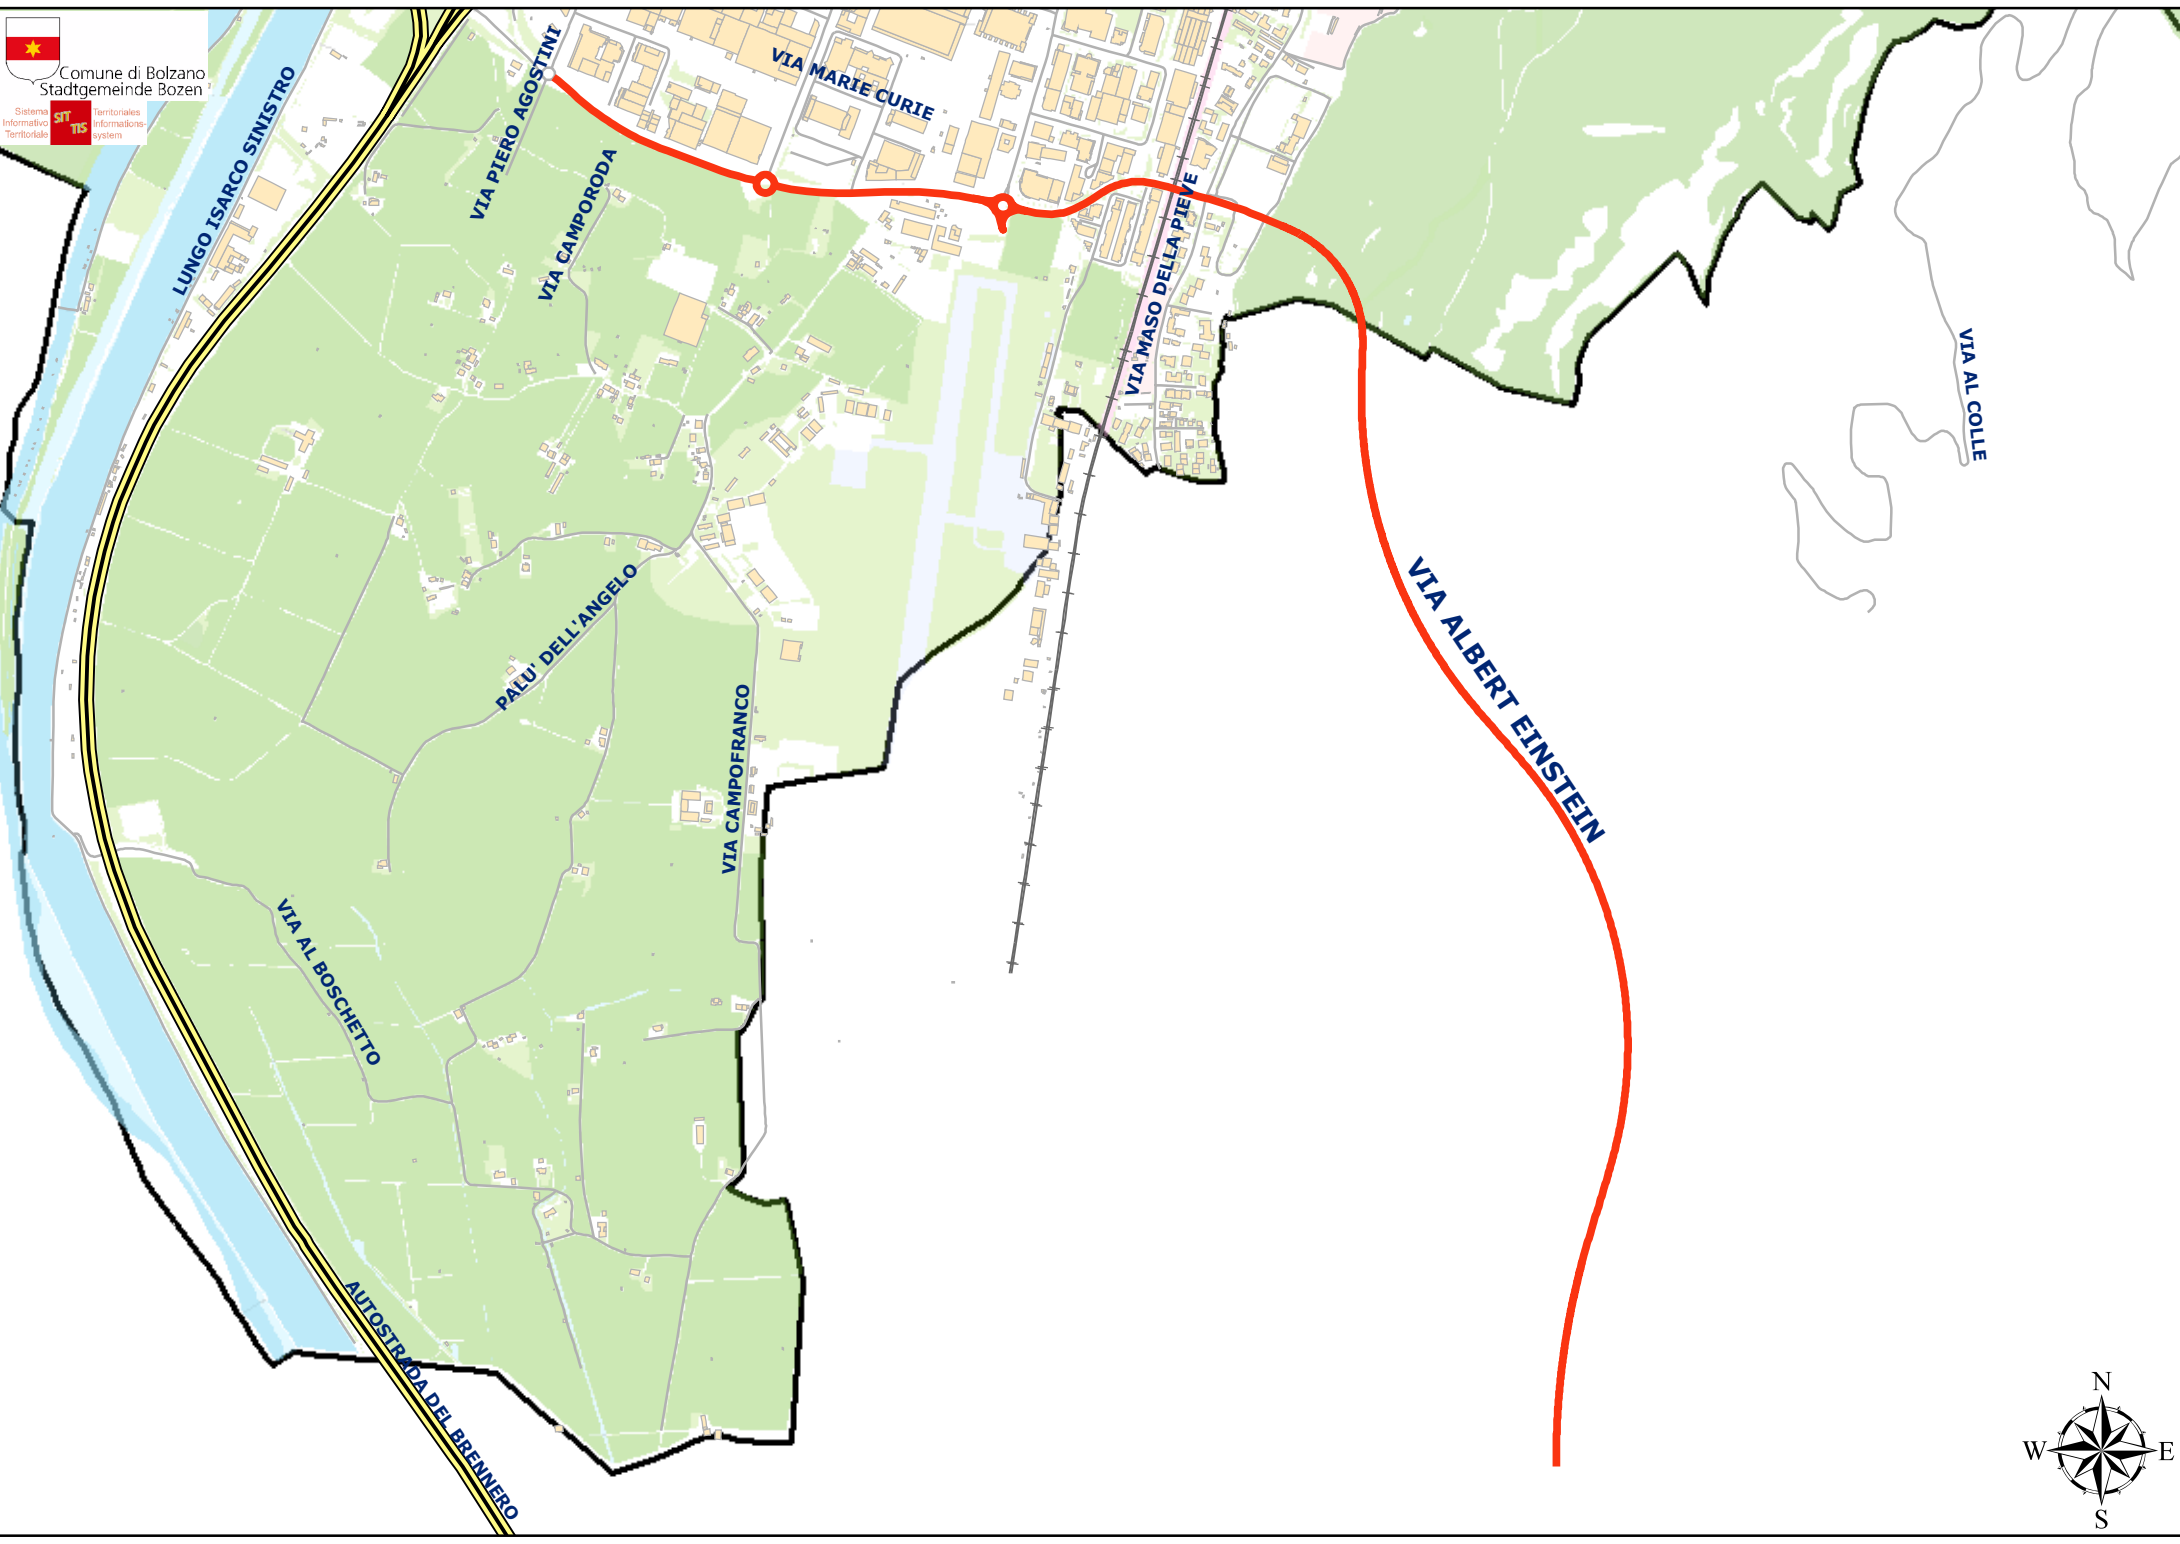 Comune di Bolzano
Stadtgemeinde Bozen
Sistema
Informativo
Territoriale
SIT
TIS
Territoriales
Informations-
system
LUNGO ISARCO SINISTRO
VIA PIERO AGOSTINI
VIA CAMPORODA
VIA MARIE CURIE
VIA MASO DELLA PIEVE
VIA AL COLLE
VIA ALBERT EINSTEIN
PALU' DELL'ANGELO
VIA CAMPOFRANCO
VIA AL BOSCHETTO
AUTOSTRADA DEL BRENNERO
N
W
E
S